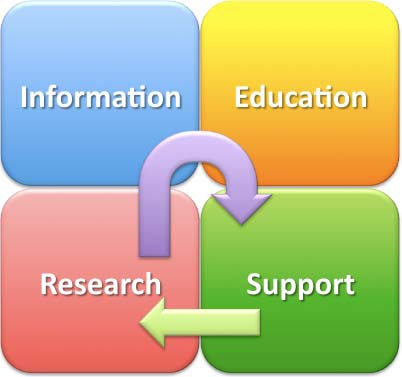 Information
Education
Research
Support